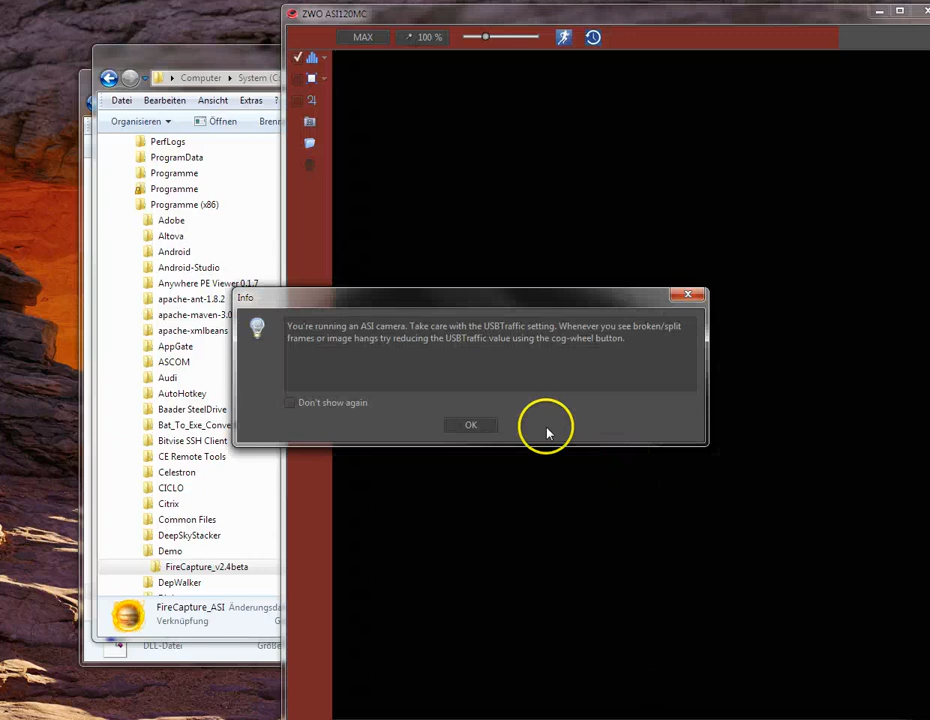 ZWO ASI120MC
MAX
100 %
Computer
System (C
Datei
Bearbeiten
Ansicht
Extras
?
Organisieren
Öffnen
Brenn
PerfLogs
ProgramData
Programme
Programme
Programme (x86)
Adobe
Altova
Android
Android-Studio
Anywhere PE Viewer 0.1.7
apache-ant-1.8.2
apache-maven-3.0
apache-xmlbeans
AppGate
ASCOM
Audi
AutoHotkey
Baader SteelDrive
Bat_To_Exe_Conve
Bitvise SSH Client
CE Remote Tools
Celestron
CICLO
Citrix
Common Files
DeepSkyStacker
Demo
FireCapture_v2.4beta
DepWalker
Info
You're running an ASI camera. Take care with the USBTraffic setting. Whenever you see broken/split
frames or image hangs try reducing the USBTraffic value using the cog-wheel button.
Don't show again
OK
FireCapture_ASI
Änderungsda
Verknüpfung
G
DLL-Datei
Größe